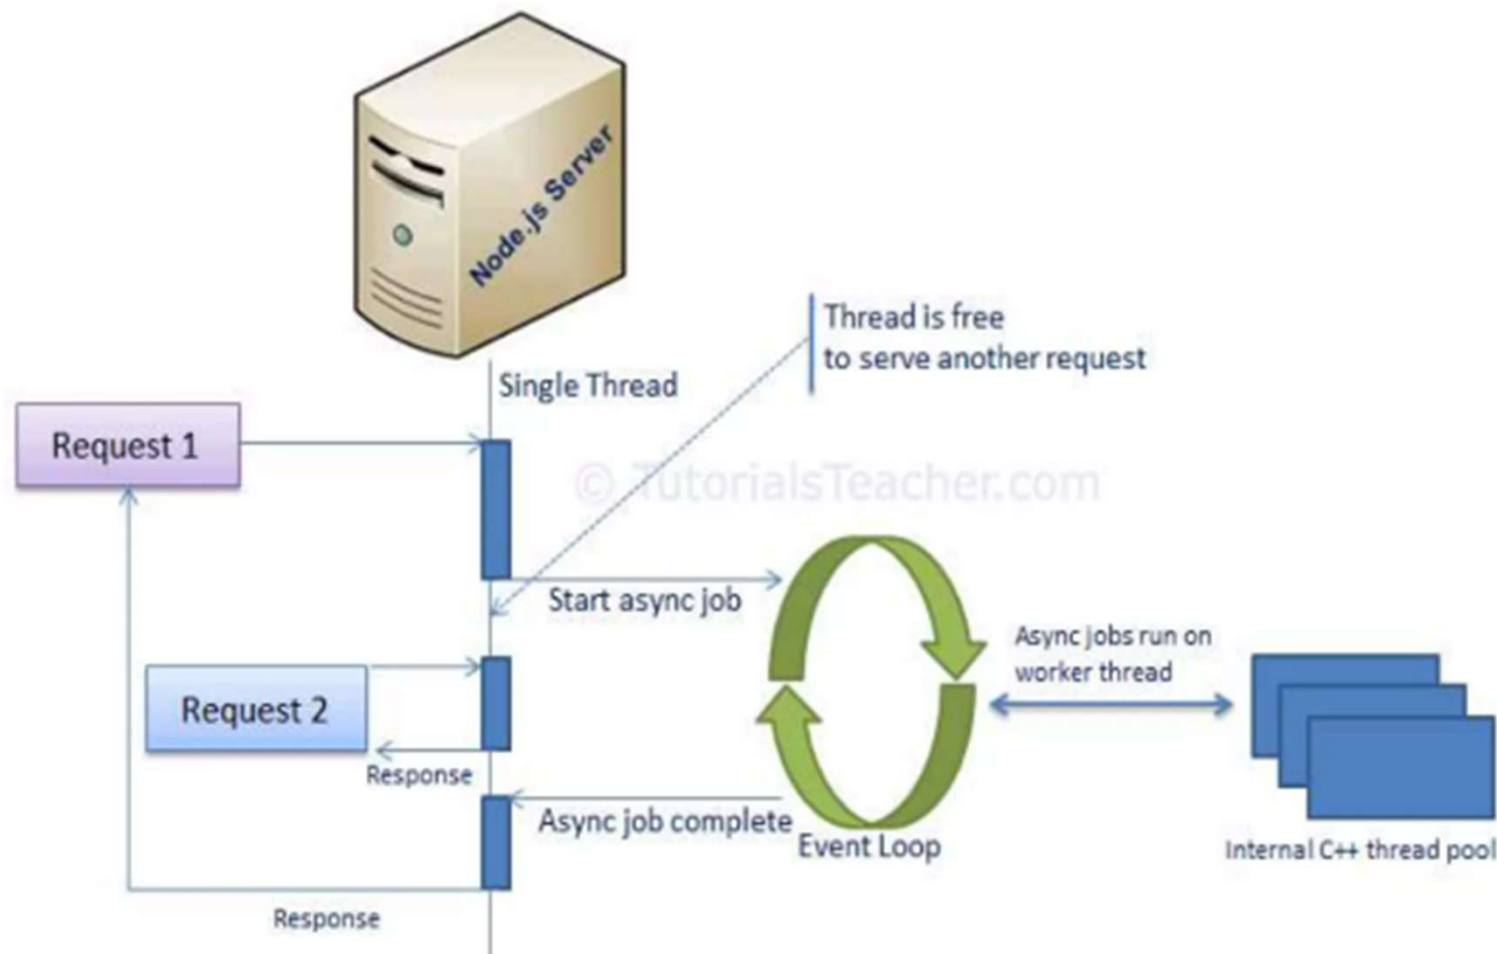 Node.js Server
Thread is free
to serve another request
Single Thread
Request 1
© TutorialsTeacher.com
Start async job
Async jobs run on
worker thread
Request 2
Response
Async job complete
Event Loop
Internal C++ thread pool
Response